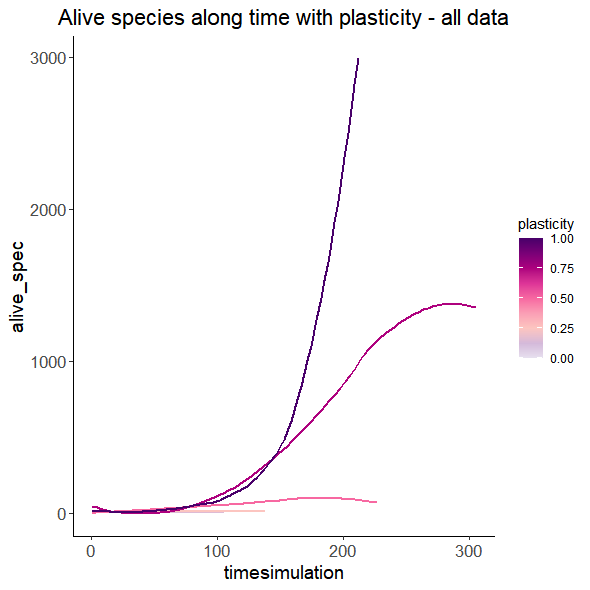 Alive species along time with plasticity - all data
3000
2000
1000
0
alive_spec
0 100 200 300
timesimulation
plasticity
1.00
0.75
0.50
0.25
0.00